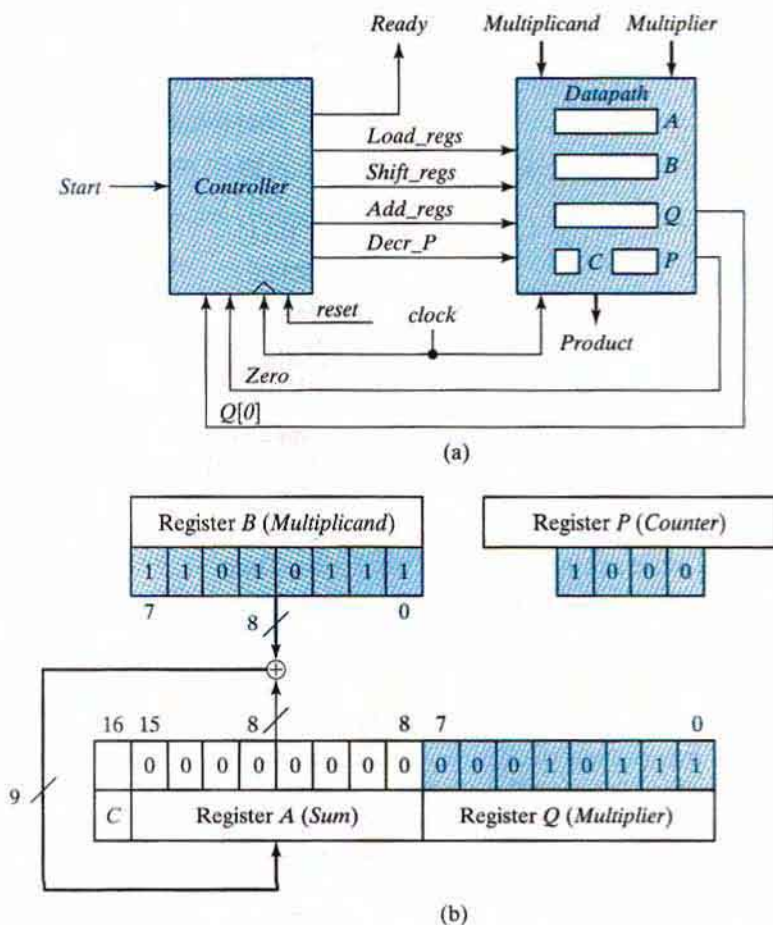 Ready
Multiplicand Multiplier
Datapath
A
Load_regs
B
Shift_regs
Start
Controller
Add_regs
Q
Decr_P
C P
reset
clock
Product
Zero
Q[0]
(a)
Register B (Multiplicand)
Register P (Counter)
1 1 0 1 0 1 1 1
1 0 0 0
7 8 0
+
16 15 8 8 7 0
0 0 0 0 0 0 0 0 0 0 0 1 0 1 1 1
9
C Register A (Sum) Register Q (Multiplier)
(b)